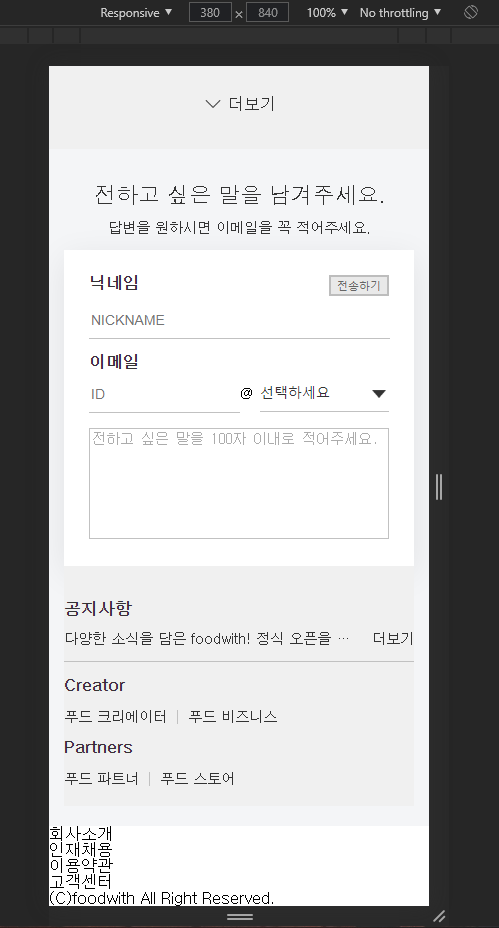 Responsive ▼ 380 × 840 100% ▼ No throttling ▼
더보기
전하고 싶은 말을 남겨주세요.
답변을 원하시면 이메일을 꼭 적어주세요.
닉네임 전송하기
NICKNAME
이메일
ID @ 선택하세요
전하고 싶은 말을 100자 이내로 적어주세요.
공지사항
다양한 소식을 담은 foodwith! 정식 오픈을 … 더보기
Creator
푸드 크리에이터 | 푸드 비즈니스
Partners
푸드 파트너 | 푸드 스토어
회사소개
인재채용
이용약관
고객센터
(C)foodwith All Right Reserved.